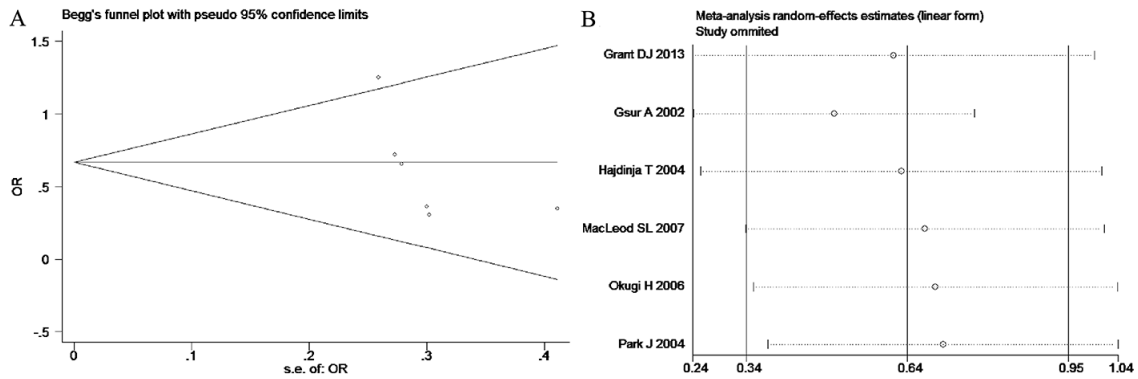 A
Begg's funnel plot with pseudo 95% confidence limits
1.5
1
.5
0
-.5
OR
0 .1 .2 .3 .4
s.e. of: OR
B
Meta-analysis random-effects estimates (linear form)
Study ommited
Grant DJ 2013
Gsur A 2002
Hajdinja T 2004
MacLeod SL 2007
Okugi H 2006
Park J 2004
0.24 0.34 0.64 0.95 1.04